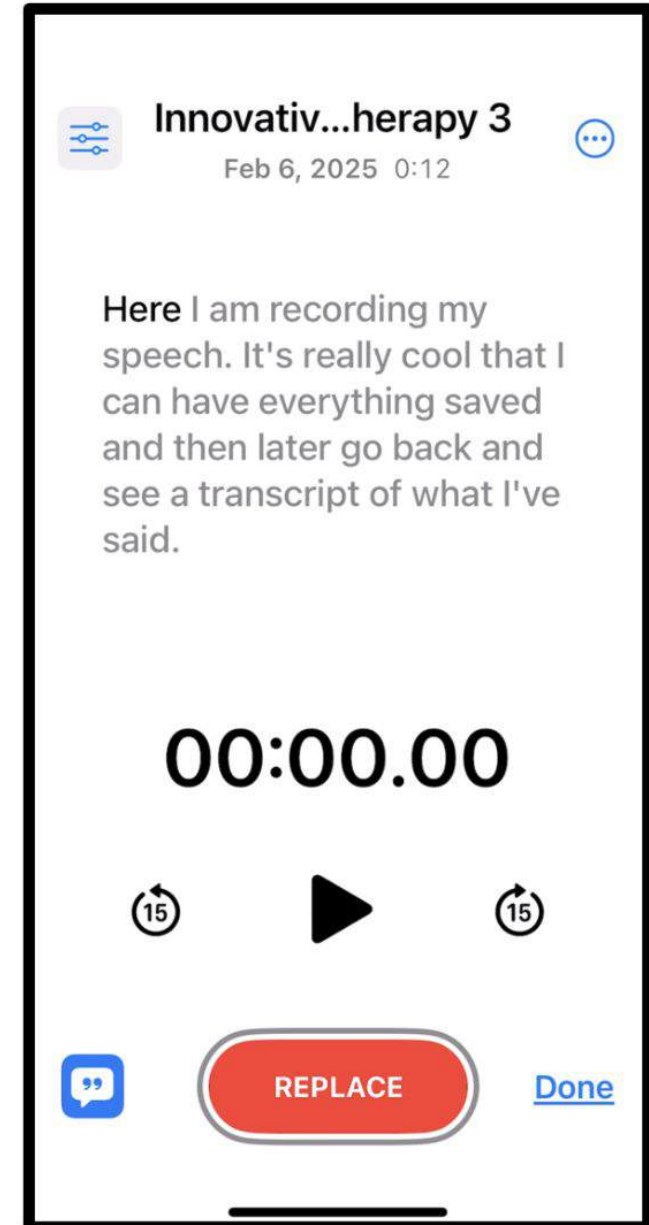 Innovativ...herapy 3
Feb 6, 2025 0:12
Here I am recording my
speech. It's really cool that I
can have everything saved
and then later go back and
see a transcript of what I've
said.
00:00.00
15
15
REPLACE
Done